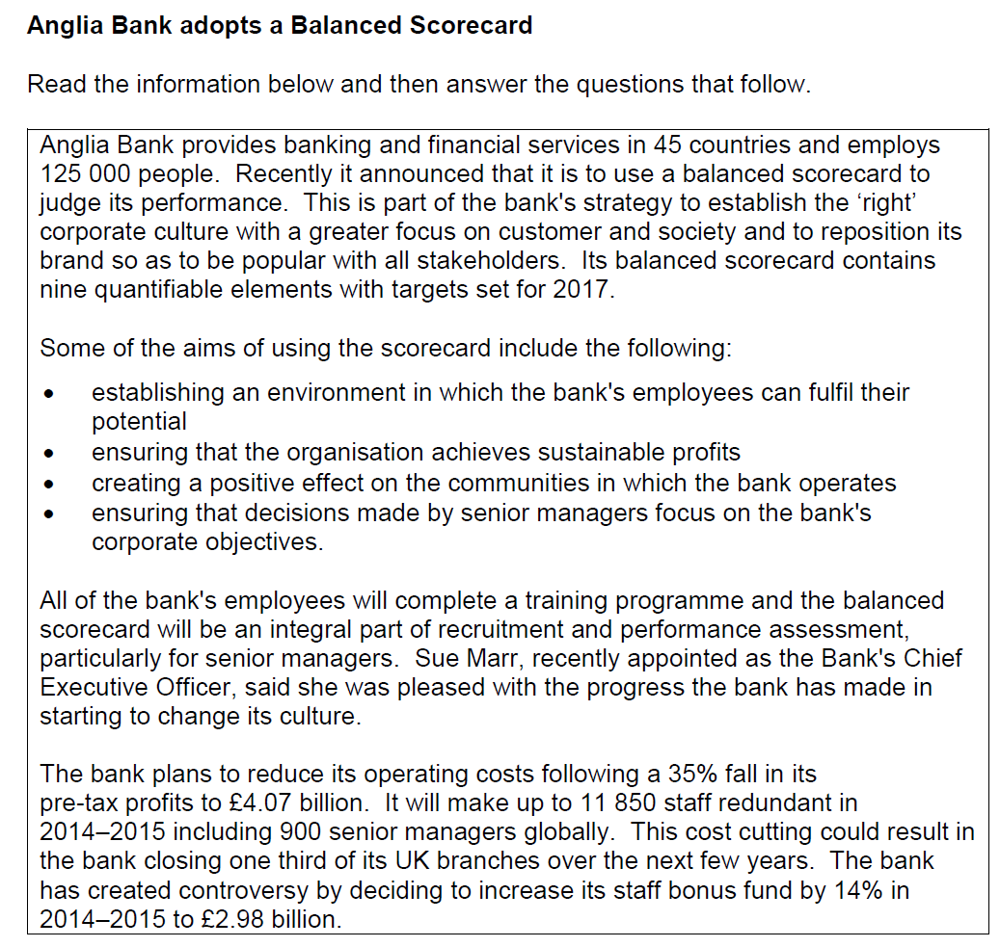 Anglia Bank adopts a Balanced Scorecard
Read the information below and then answer the questions that follow.
Anglia Bank provides banking and financial services in 45 countries and employs
125 000 people.  Recently it announced that it is to use a balanced scorecard to
judge its performance.  This is part of the bank's strategy to establish the ‘right’
corporate culture with a greater focus on customer and society and to reposition its
brand so as to be popular with all stakeholders.  Its balanced scorecard contains
nine quantifiable elements with targets set for 2017.
Some of the aims of using the scorecard include the following:
• establishing an environment in which the bank's employees can fulfil their
potential
• ensuring that the organisation achieves sustainable profits
• creating a positive effect on the communities in which the bank operates
• ensuring that decisions made by senior managers focus on the bank's
corporate objectives.
All of the bank's employees will complete a training programme and the balanced
scorecard will be an integral part of recruitment and performance assessment,
particularly for senior managers.  Sue Marr, recently appointed as the Bank's Chief
Executive Officer, said she was pleased with the progress the bank has made in
starting to change its culture.
The bank plans to reduce its operating costs following a 35% fall in its
pre-tax profits to £4.07 billion.  It will make up to 11 850 staff redundant in
2014–2015 including 900 senior managers globally.  This cost cutting could result in
the bank closing one third of its UK branches over the next few years.  The bank
has created controversy by deciding to increase its staff bonus fund by 14% in
2014–2015 to £2.98 billion.